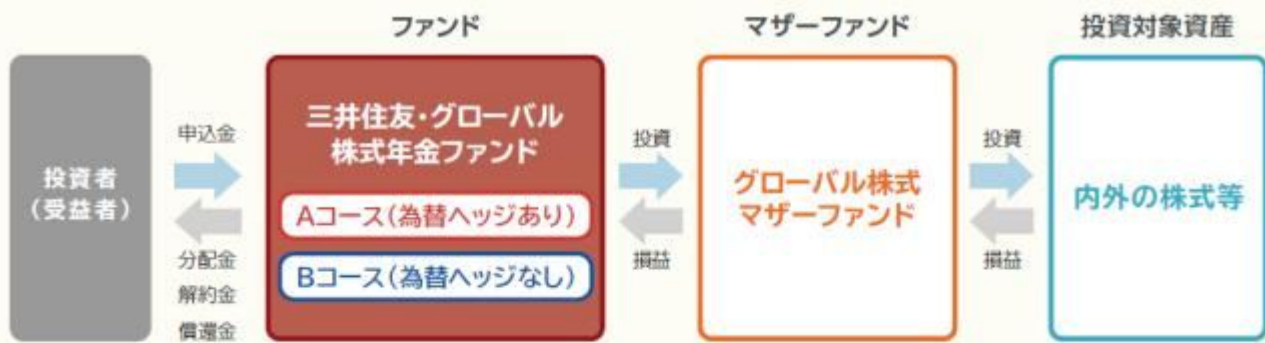 ファンド
マザーファンド
投資対象資産
投資者
（受益者）
申込金
分配金
解約金
償還金
三井住友・グローバル
株式年金ファンド
Aコース（為替ヘッジあり）
Bコース（為替ヘッジなし）
投資
損益
グローバル株式
マザーファンド
投資
損益
内外の株式等